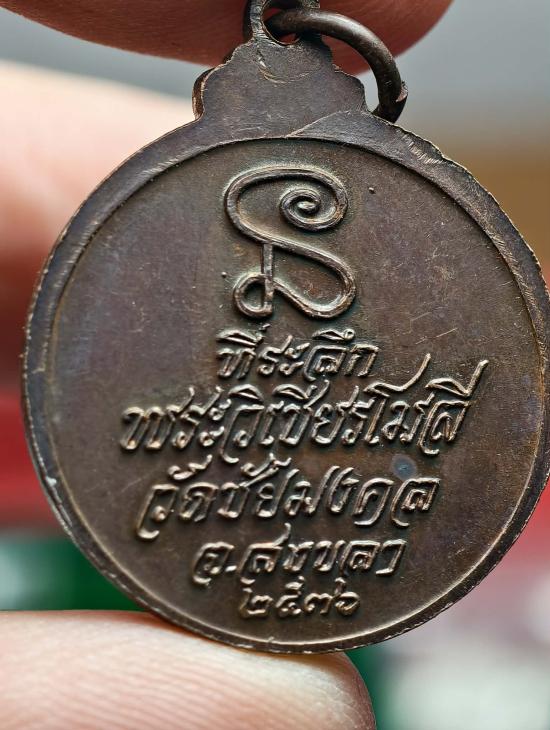 ที่ระลึก
พระวิเชียรโมลี
วัดชัยมงคล
จ.สงขลา
๒๕๓๖